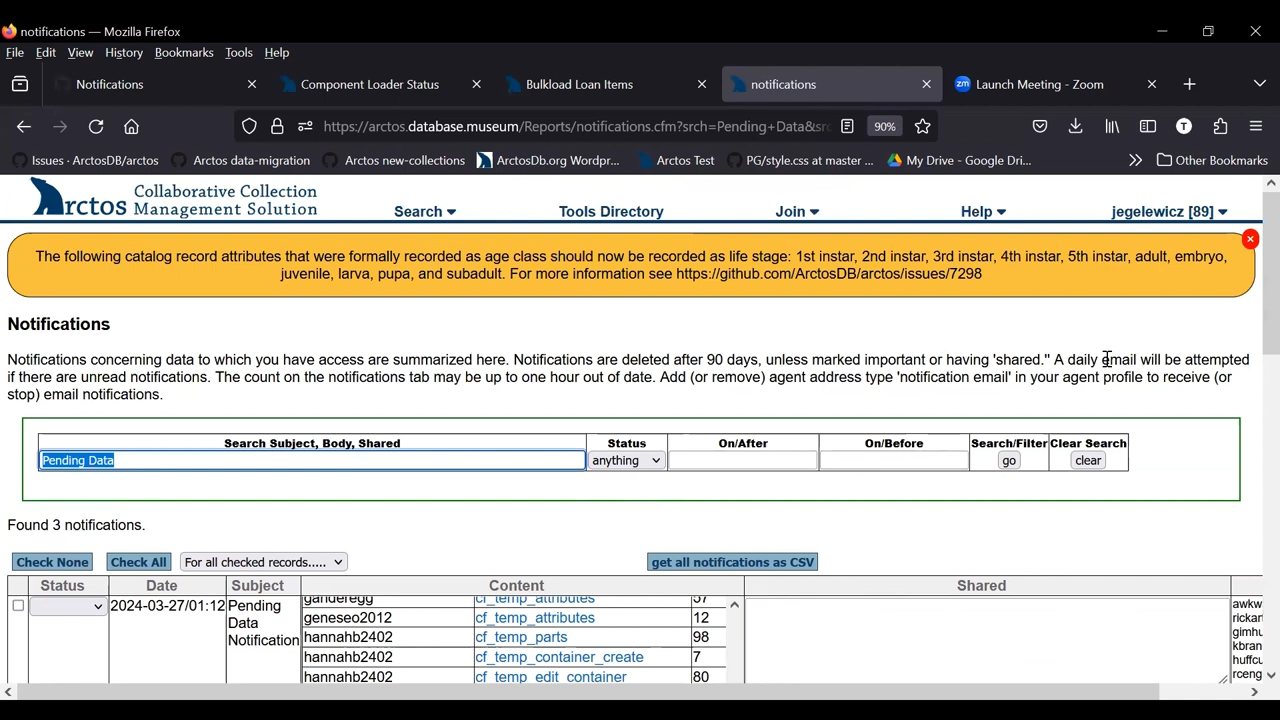 notifications — Mozilla Firefox
File Edit View History Bookmarks Tools Help
Notifications Component Loader Status Bulkload Loan Items notifications Launch Meeting - Zoom
https://arctos.database.museum/Reports/notifications.cfm?srch=Pending+Data&src 90%
Issues · ArctosDB/arctos Arctos data-migration Arctos new-collections ArctosDb.org Wordpr... Arctos Test PG/style.css at master ... My Drive - Google Dri... Other Bookmarks
Arctos Collaborative Collection
Management Solution
Search Tools Directory Join Help jegelewicz [89]
The following catalog record attributes that were formally recorded as age class should now be recorded as life stage: 1st instar, 2nd instar, 3rd instar, 4th instar, 5th instar, adult, embryo,
juvenile, larva, pupa, and subadult. For more information see https://github.com/ArctosDB/arctos/issues/7298
Notifications
Notifications concerning data to which you have access are summarized here. Notifications are deleted after 90 days, unless marked important or having 'shared." A daily email will be attempted
if there are unread notifications. The count on the notifications tab may be up to one hour out of date. Add (or remove) agent address type 'notification email' in your agent profile to receive (or
stop) email notifications.
Search Subject, Body, Shared Status On/After On/Before Search/Filter Clear Search
Pending Data anything go clear
Found 3 notifications.
Check None Check All For all checked records..... get all notifications as CSV
Status Date Subject Content Shared
2024-03-27/01:12 Pending
Data
Notification
ganderegg cf_temp_attributes 57
geneseo2012 cf_temp_attributes 12
hannahb2402 cf_temp_parts 98
hannahb2402 cf_temp_container_create 7
hannahb2402 cf_temp_edit_container 80
awkw
rickar
gimhu
kbran
huffcu
rceng